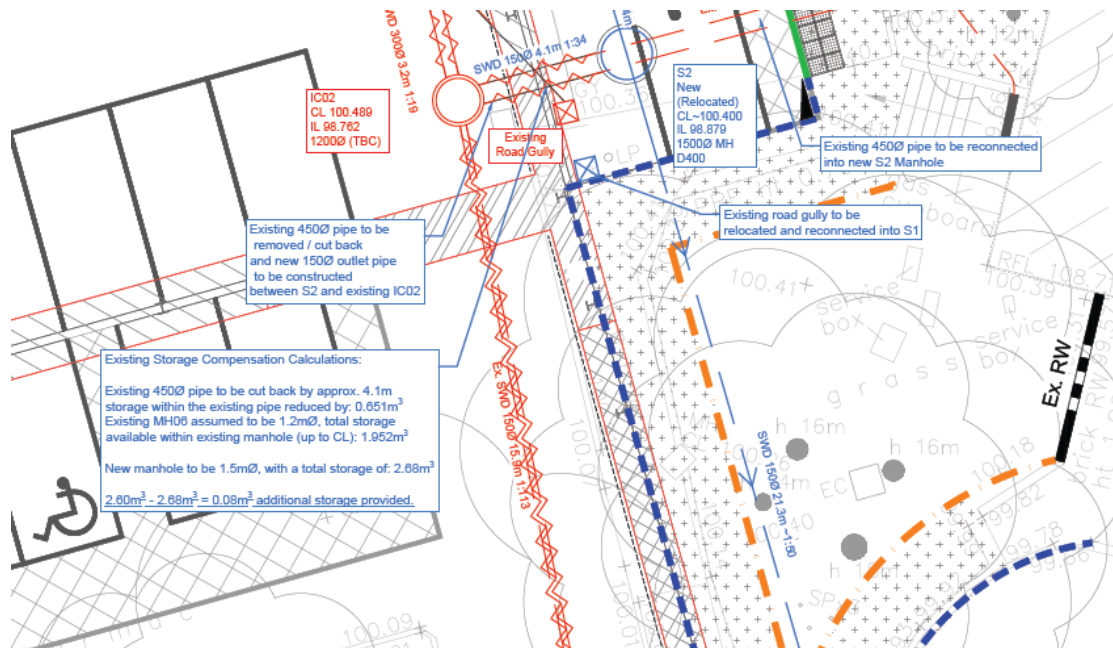 SWD 300Ø 3.2m 1:19
SWD 150Ø 4.1m 1:34
IC02
CL 100.489
IL 98.762
1200Ø (TBC)
Existing
Road Gully
S2
New
(Relocated)
CL~100.400
IL 98.879
1500Ø MH
D400
LP
Existing 450Ø pipe to be reconnected
into new S2 Manhole
Existing road gully to be
relocated and reconnected into S1
Existing 450Ø pipe to be
removed / cut back
and new 150Ø outlet pipe
to be constructed
between S2 and existing IC02
100.41
service
box
grass
service
box
Ex. RW
Existing Storage Compensation Calculations:
Existing 450Ø pipe to be cut back by approx. 4.1m
storage within the existing pipe reduced by: 0.651m³
Existing MH06 assumed to be 1.2mØ, total storage
available within existing manhole (up to CL): 1.952m³
New manhole to be 1.5mØ, with a total storage of: 2.68m³
2.60m³ - 2.68m³ = 0.08m³ additional storage provided.
Ex. SWD 150Ø 15.9m 1:113
SWD 150Ø 21.3m ~1:50
h 16m
h 16m
EC
100.18
99.82
99.78
100.40
100.09